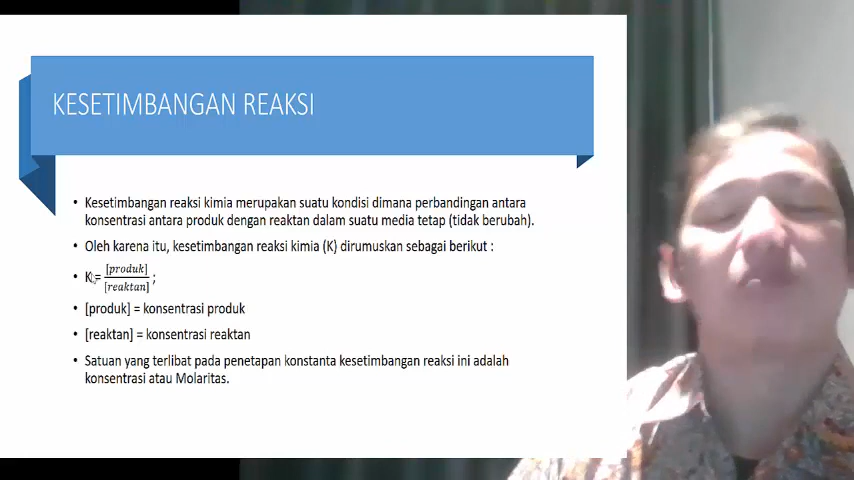 KESETIMBANGAN REAKSI
• Kesetimbangan reaksi kimia merupakan suatu kondisi dimana perbandingan antara
konsentrasi antara produk dengan reaktan dalam suatu media tetap (tidak berubah).
• Oleh karena itu, kesetimbangan reaksi kimia (K) dirumuskan sebagai berikut :
• K = [produk]/[reaktan] ;
• [produk] = konsentrasi produk
• [reaktan] = konsentrasi reaktan
• Satuan yang terlibat pada penetapan konstanta kesetimbangan reaksi ini adalah
konsentrasi atau Molaritas.